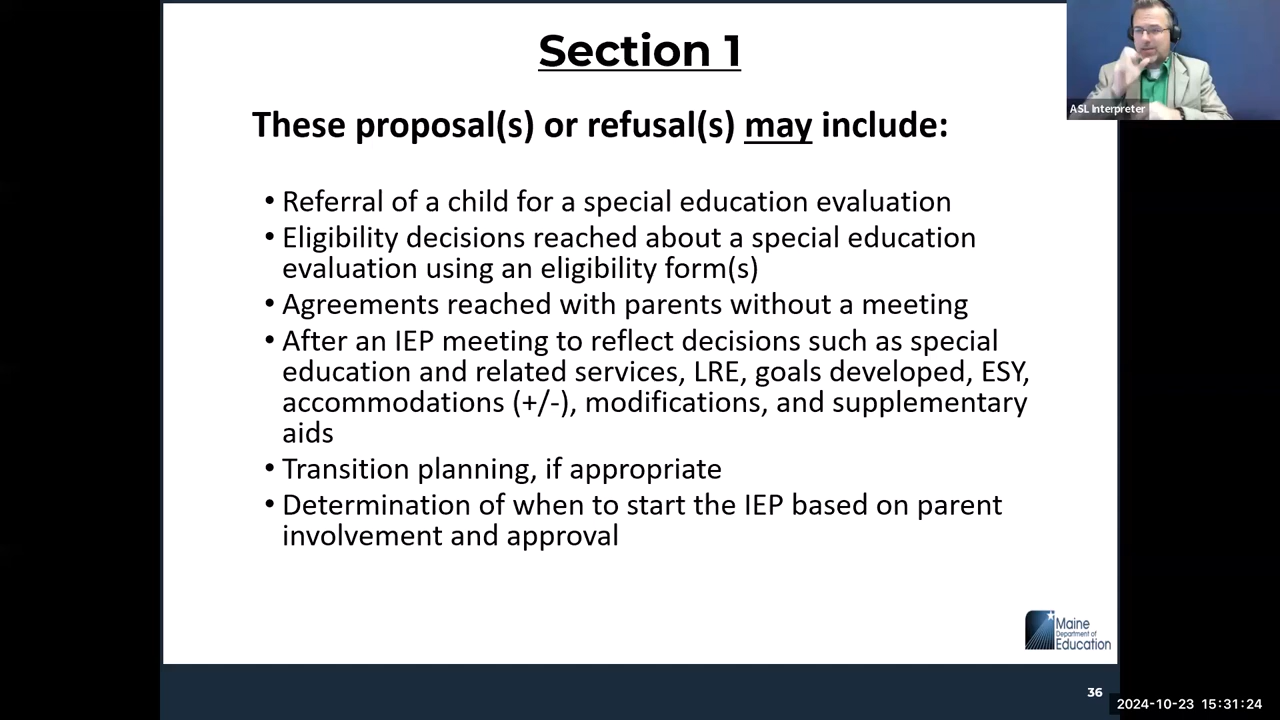 Section 1
ASL Interpreter
These proposal(s) or refusal(s) may include:
• Referral of a child for a special education evaluation
• Eligibility decisions reached about a special education
evaluation using an eligibility form(s)
• Agreements reached with parents without a meeting
• After an IEP meeting to reflect decisions such as special
education and related services, LRE, goals developed, ESY,
accommodations (+/-), modifications, and supplementary
aids
• Transition planning, if appropriate
• Determination of when to start the IEP based on parent
involvement and approval
Maine
Department of
Education
36
2024-10-23 15:31:24